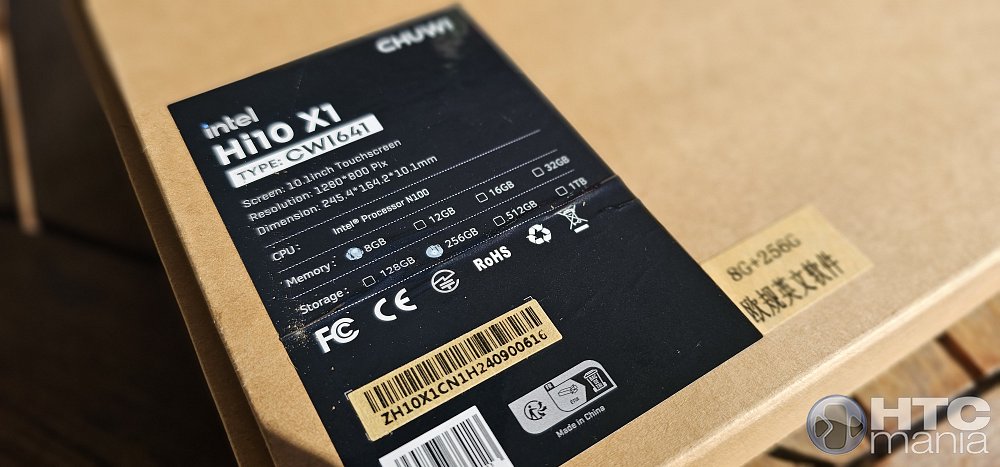 CHUWI
intel
Hi10 X1
TYPE: CWI641
Screen: 10.1inch Touchscreen
Resolution: 1280*800 Pix
Dimension: 245.4*164.2*10.1mm
CPU: Intel® Processor N100
Memory: 8GB 12GB 16GB 32GB
Storage: 128GB 256GB 512GB 1TB
FC CE RoHS
ZH10X1CN1H240900616
FR
Made in China
8G+256G
欧规英文软件
HTC
mania